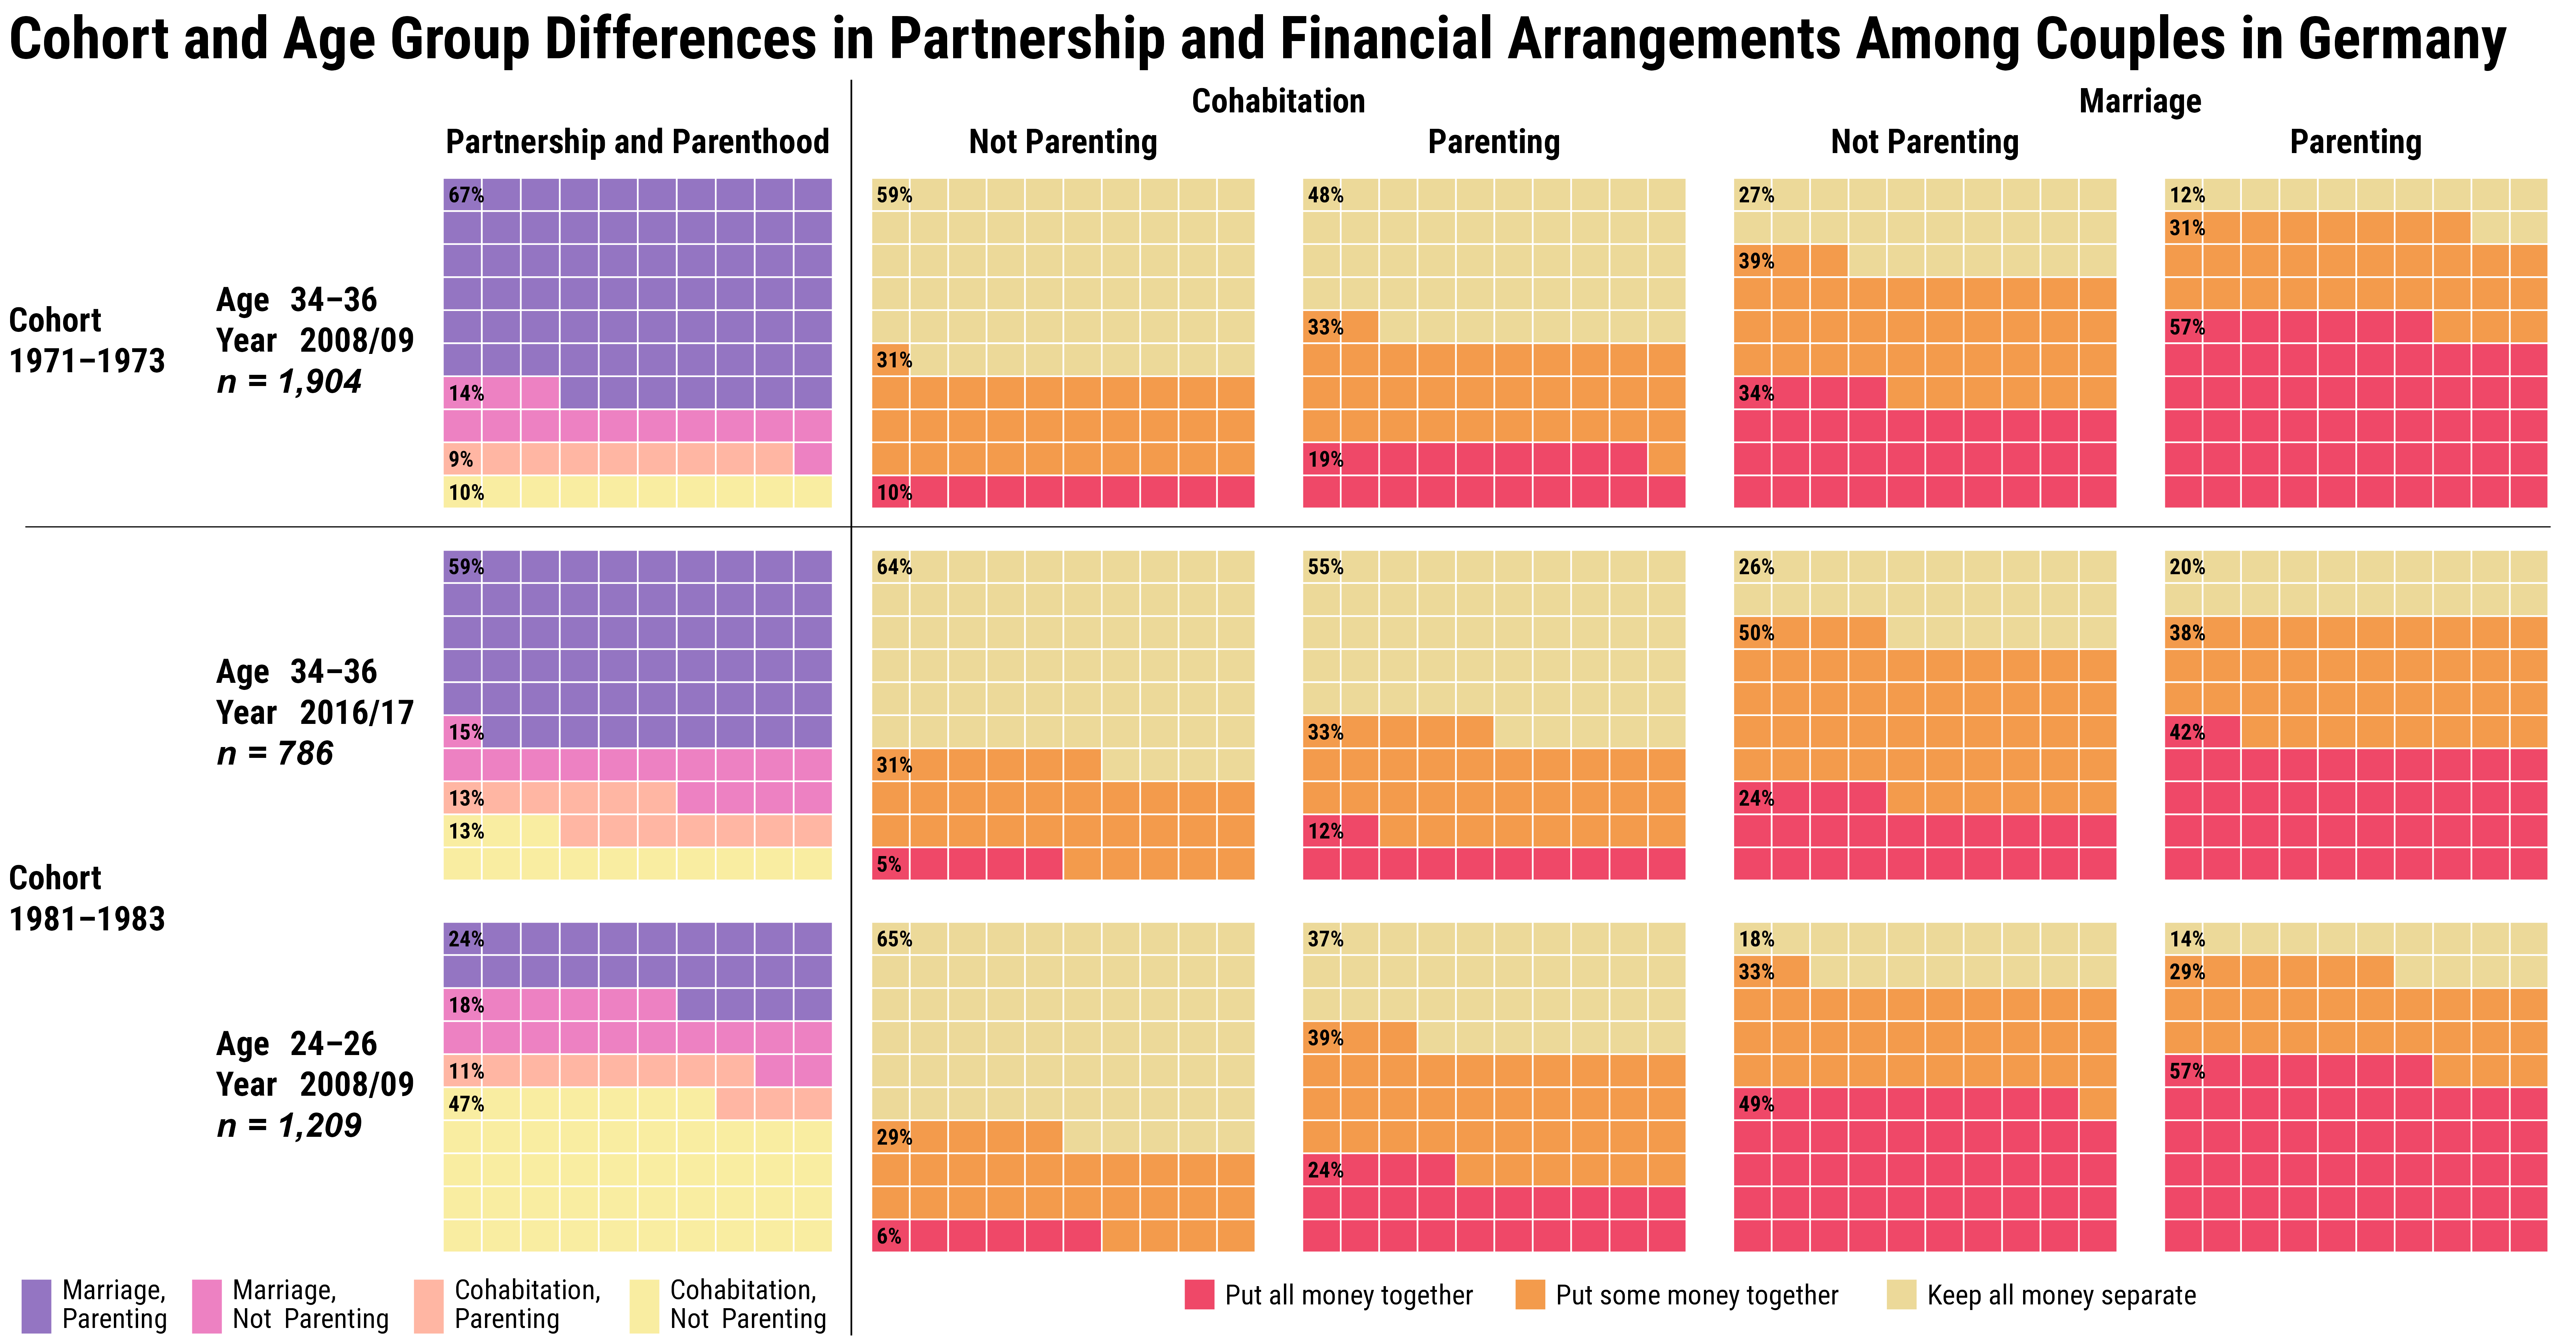 Cohort and Age Group Differences in Partnership and Financial Arrangements Among Couples in Germany
Cohabitation
Marriage
Partnership and Parenthood
Not Parenting
Parenting
Not Parenting
Parenting
Cohort
1971–1973
Age 34–36
Year 2008/09
n = 1,904
67%
14%
9%
10%
59%
31%
10%
48%
33%
19%
27%
39%
34%
12%
31%
57%
Cohort
1981–1983
Age 34–36
Year 2016/17
n = 786
59%
15%
13%
13%
64%
31%
5%
55%
33%
12%
26%
50%
24%
20%
38%
42%
Age 24–26
Year 2008/09
n = 1,209
24%
18%
11%
47%
65%
29%
6%
37%
39%
24%
18%
33%
49%
14%
29%
57%
Marriage,
Parenting
Marriage,
Not Parenting
Cohabitation,
Parenting
Cohabitation,
Not Parenting
Put all money together
Put some money together
Keep all money separate